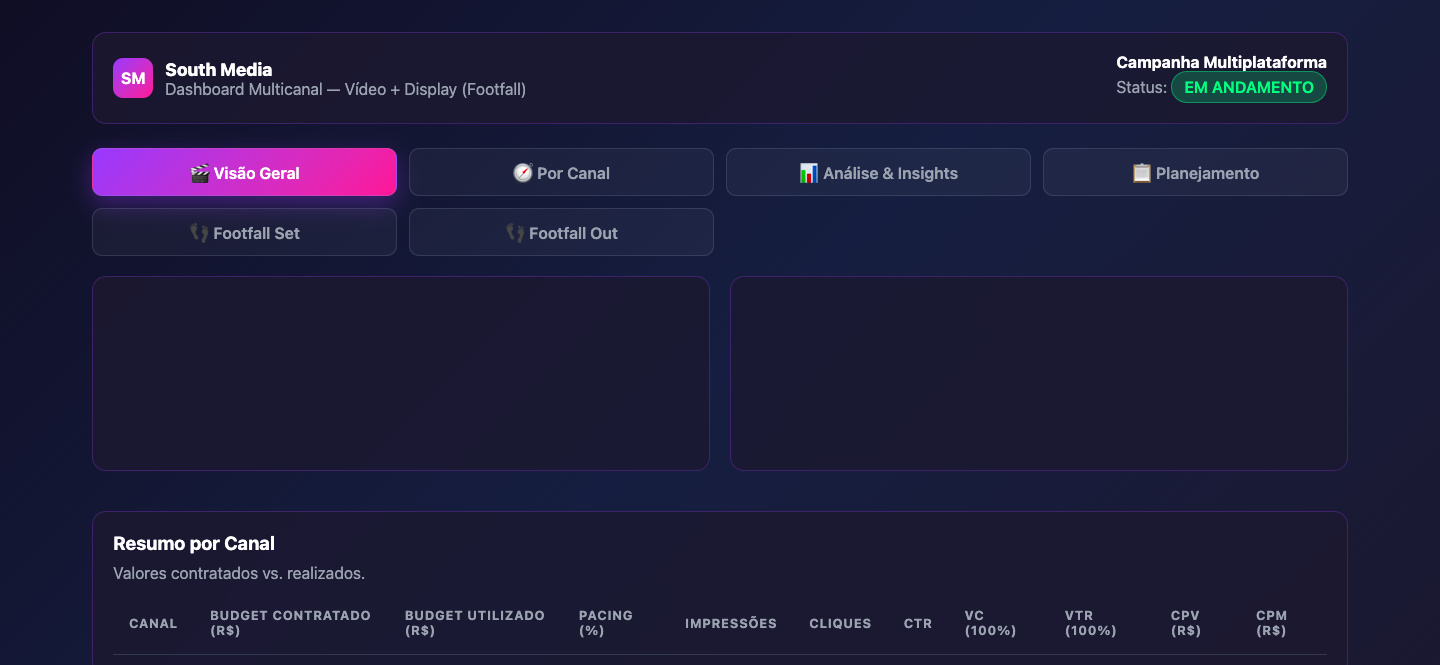 SM
South Media
Dashboard Multicanal — Vídeo + Display (Footfall)
Campanha Multiplataforma
Status: EM ANDAMENTO
Visão Geral
Por Canal
Análise & Insights
Planejamento
Footfall Set
Footfall Out
Resumo por Canal
Valores contratados vs. realizados.
CANAL
BUDGET CONTRATADO
(R$)
BUDGET UTILIZADO
(R$)
PACING
(%)
IMPRESSÕES
CLIQUES
CTR
VC
(100%)
VTR
(100%)
CPV
(R$)
CPM
(R$)